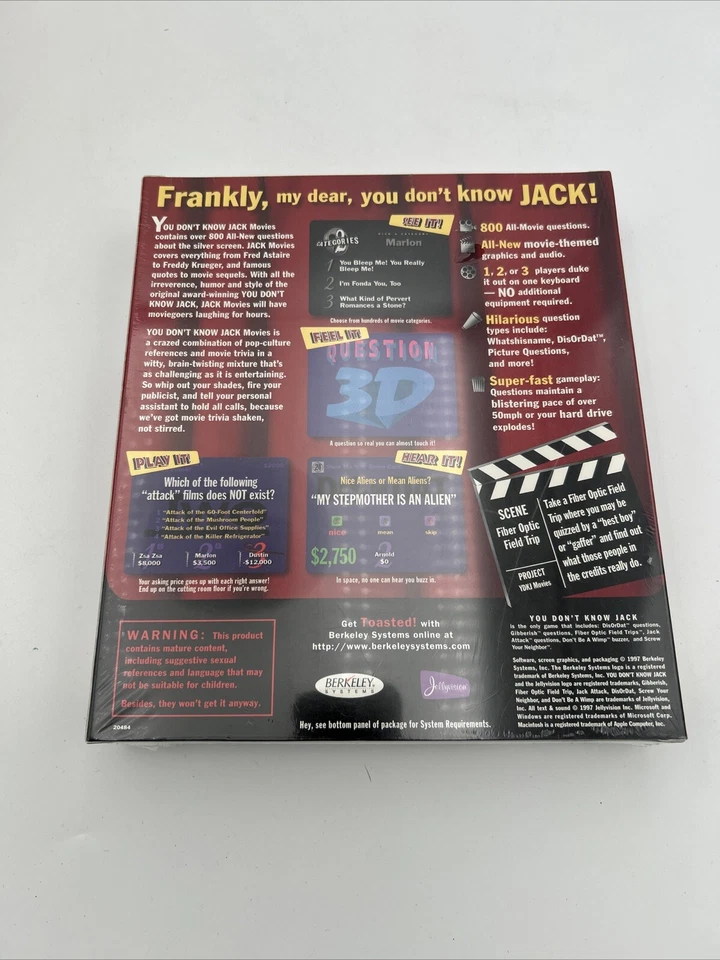 Frankly, my dear, you don't know JACK!
YOU DON'T KNOW JACK Movies
contains over 800 All-New questions
about the silver screen. JACK Movies
covers everything from Fred Astaire
to Freddy Krueger, and famous
quotes to movie sequels. With all the
irreverence, humor and style of the
original award-winning YOU DON'T
KNOW JACK, JACK Movies will have
moviegoers laughing for hours.
YOU DON'T KNOW JACK Movies is
a crazed combination of pop-culture
references and movie trivia in a
witty, brain-twisting mixture that's
as challenging as it is entertaining.
So whip out your shades, fire your
publicist, and tell your personal
assistant to hold all calls, because
we've got movie trivia shaken,
not stirred.
SEE IT!
2
CATEGORIES
PICK A CATEGORY,
Marlon
1 You Bleep Me! You Really
Bleep Me!
2 I'm Fonda You, Too
3 What Kind of Pervert
Romances a Stone?
Choose from hundreds of movie categories.
FEEL IT!
QUESTION
3D
A question so real you can almost touch it!
800 All-Movie questions.
All-New movie-themed
graphics and audio.
1, 2, or 3 players duke
it out on one keyboard
— NO additional
equipment required.
Hilarious question
types include:
Whatshisname, DisOrDat™,
Picture Questions,
and more!
Super-fast gameplay:
Questions maintain a
blistering pace of over
50mph or your hard drive
explodes!
PLAY IT!
Which of the following
"attack" films does NOT exist?
"Attack of the 60-Foot Centerfold"
"Attack of the Mushroom People"
"Attack of the Evil Office Supplies"
"Attack of the Killer Refrigerator"
Zsa Zsa
$8,000
Marlon
$3,500
Dustin
-$12,000
Your asking price goes up with each right answer!
End up on the cutting room floor if you're wrong.
HEAR IT!
Nice Aliens or Mean Aliens?
"MY STEPMOTHER IS AN ALIEN"
nice
mean
skip
$2,750
Arnold
$0
In space, no one can hear you buzz in.
SCENE
Fiber Optic
Field Trip
PROJECT
YDKJ Movies
Take a Fiber Optic Field
Trip where you may be
quizzed by a "best boy"
or "gaffer" and find out
what those people in
the credits really do.
WARNING: This product
contains mature content,
including suggestive sexual
references and language that may
not be suitable for children.
Besides, they won't get it anyway.
20484
Get Toasted! with
Berkeley Systems online at
http://www.berkeleysystems.com
BERKELEY
SYSTEMS
Jellyvision
Hey, see bottom panel of package for System Requirements.
YOU DON'T KNOW JACK
is the only game that includes: DisOrDat™ questions,
Gibberish™ questions, Fiber Optic Field Trips™, Jack
Attack™ questions, Don't Be A Wimp™ buzzer, and Screw
Your Neighbor™.
Software, screen graphics, and packaging © 1997 Berkeley
Systems, Inc. The Berkeley Systems logo is a registered
trademark of Berkeley Systems, Inc. YOU DON'T KNOW JACK
and the Jellyvision logo are registered trademarks, Gibberish,
Fiber Optic Field Trip, Jack Attack, DisOrDat, Screw Your
Neighbor, and Don't Be A Wimp are trademarks of Jellyvision,
Inc. All text & sound © 1997 Jellyvision, Inc. Microsoft and
Windows are registered trademarks of Microsoft Corp.
Macintosh is a registered trademark of Apple Computer, Inc.